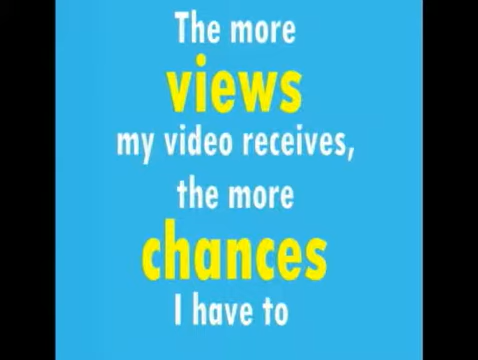 The more
views
my video receives,
the more
chances
I have to